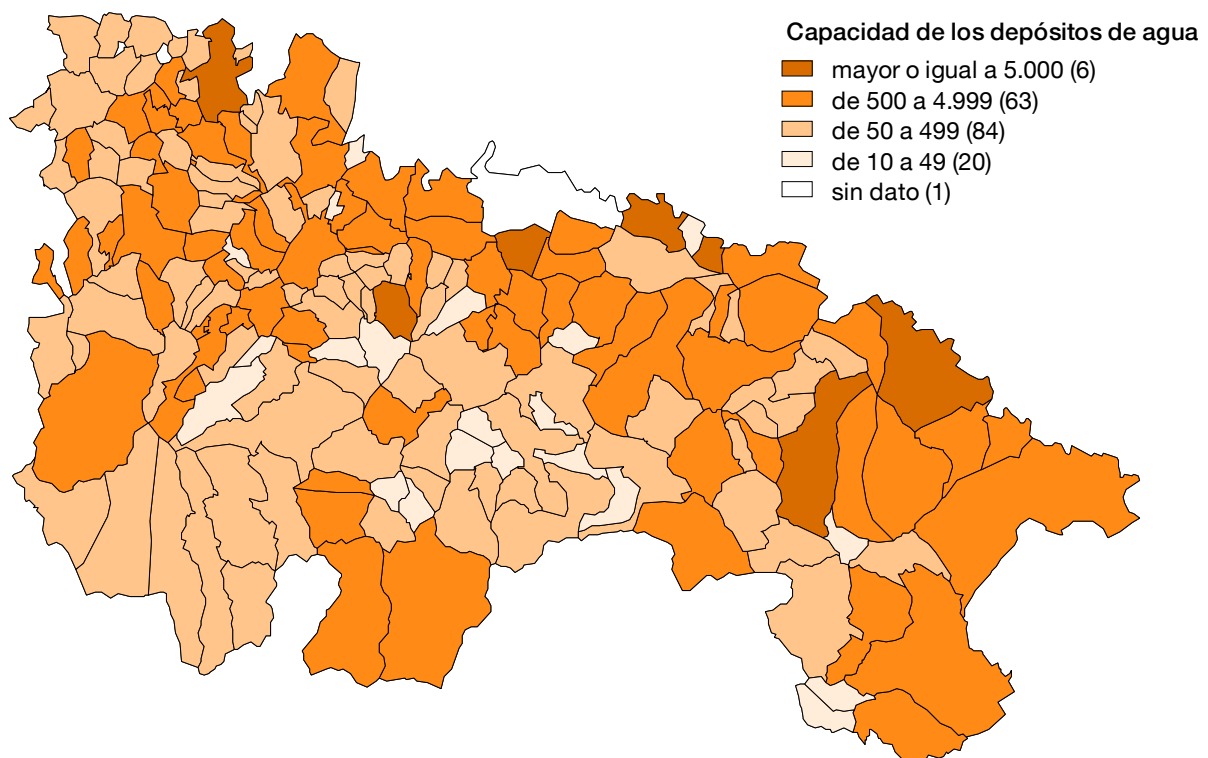 Capacidad de los depósitos de agua
mayor o igual a 5.000 (6)
de 500 a 4.999 (63)
de 50 a 499 (84)
de 10 a 49 (20)
sin dato (1)